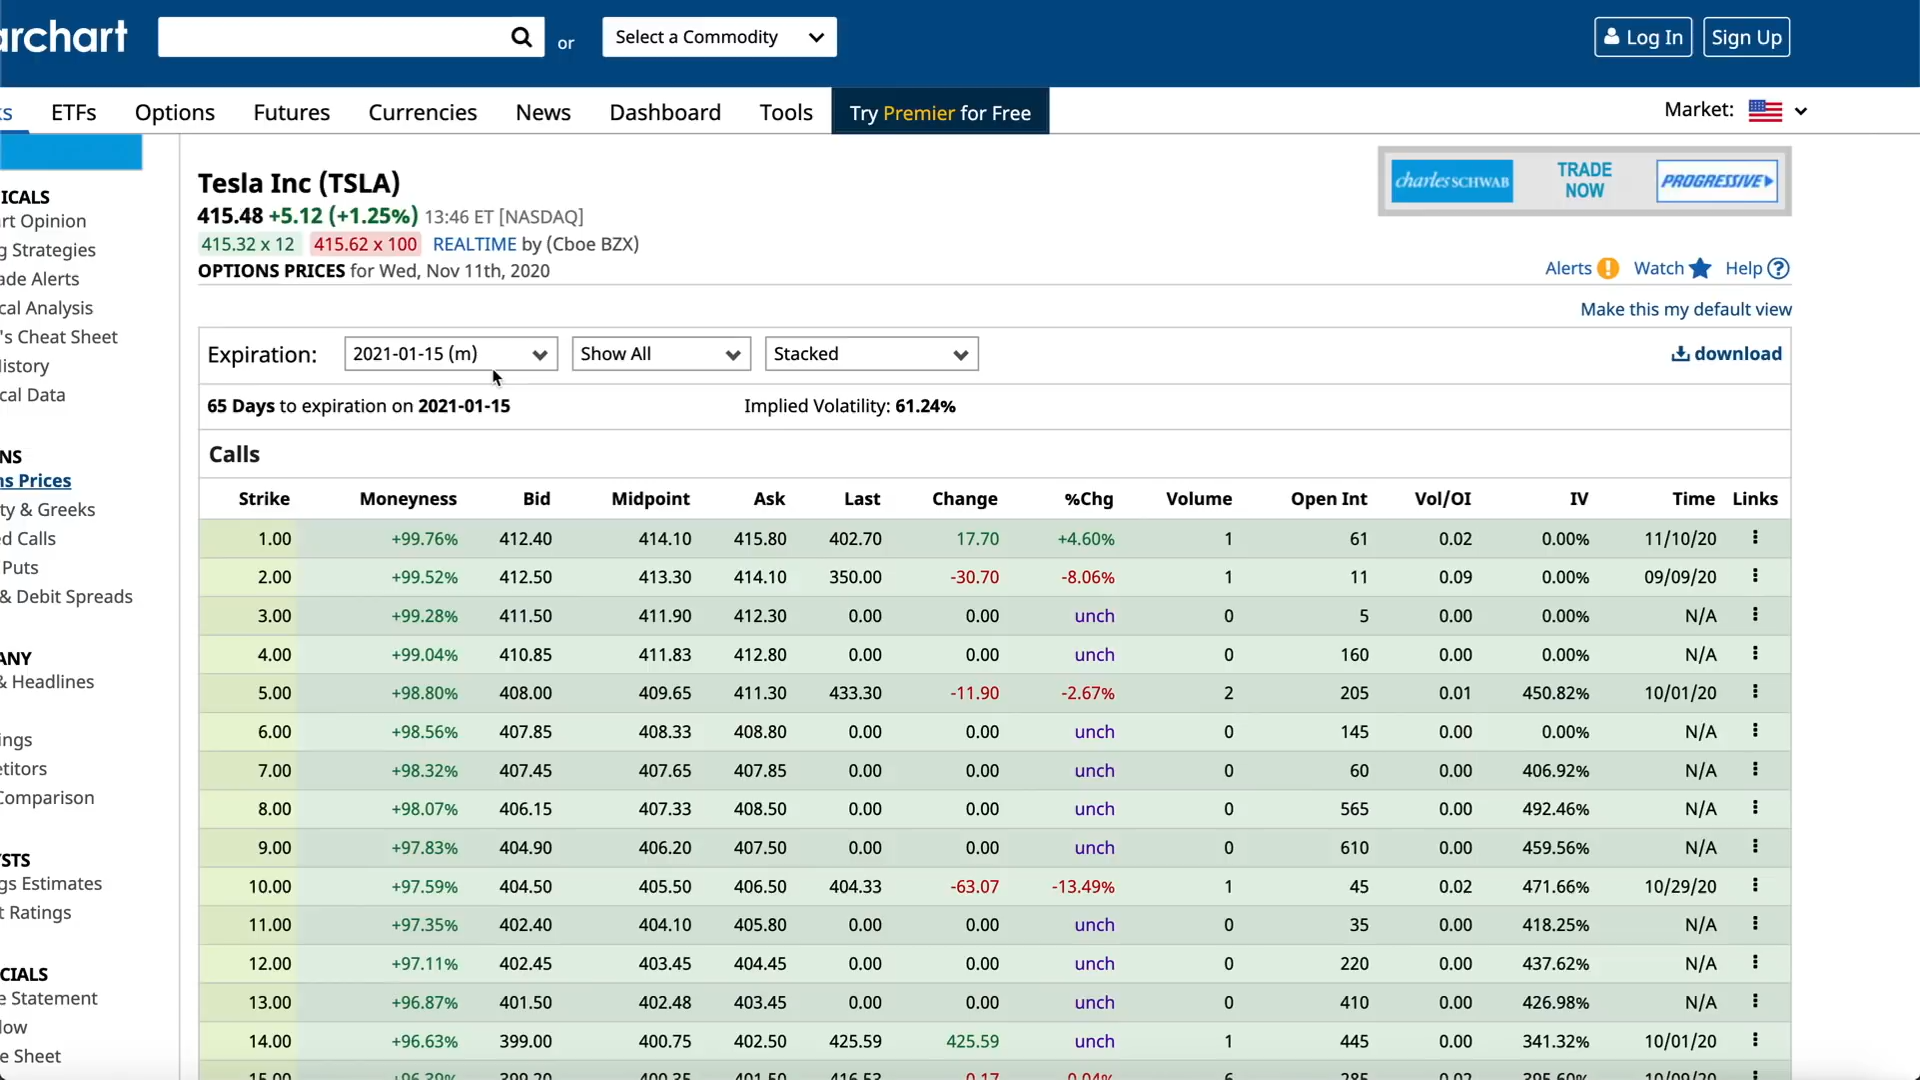 archart
or
Select a Commodity
Log In
Sign Up
s
ETFs
Options
Futures
Currencies
News
Dashboard
Tools
Try Premier for Free
Market:
ICALS
rt Opinion
g Strategies
ade Alerts
cal Analysis
's Cheat Sheet
History
cal Data
NS
ns Prices
ty & Greeks
d Calls
Puts
& Debit Spreads
ANY
& Headlines
ings
etitors
Comparison
STS
gs Estimates
t Ratings
CIALS
e Statement
low
e Sheet
Tesla Inc (TSLA)
415.48 +5.12 (+1.25%) 13:46 ET [NASDAQ]
415.32 x 12 415.62 x 100 REALTIME by (Cboe BZX)
OPTIONS PRICES for Wed, Nov 11th, 2020
charles SCHWAB
TRADE NOW
PROGRESSIVE
Alerts
Watch
Help
Make this my default view
Expiration: 2021-01-15 (m) Show All Stacked download
65 Days to expiration on 2021-01-15 Implied Volatility: 61.24%
Calls
Strike Moneyness Bid Midpoint Ask Last Change %Chg Volume Open Int Vol/OI IV Time Links
1.00 +99.76% 412.40 414.10 415.80 402.70 17.70 +4.60% 1 61 0.02 0.00% 11/10/20
2.00 +99.52% 412.50 413.30 414.10 350.00 -30.70 -8.06% 1 11 0.09 0.00% 09/09/20
3.00 +99.28% 411.50 411.90 412.30 0.00 0.00 unch 0 5 0.00 0.00% N/A
4.00 +99.04% 410.85 411.83 412.80 0.00 0.00 unch 0 160 0.00 0.00% N/A
5.00 +98.80% 408.00 409.65 411.30 433.30 -11.90 -2.67% 2 205 0.01 450.82% 10/01/20
6.00 +98.56% 407.85 408.33 408.80 0.00 0.00 unch 0 145 0.00 0.00% N/A
7.00 +98.32% 407.45 407.65 407.85 0.00 0.00 unch 0 60 0.00 406.92% N/A
8.00 +98.07% 406.15 407.33 408.50 0.00 0.00 unch 0 565 0.00 492.46% N/A
9.00 +97.83% 404.90 406.20 407.50 0.00 0.00 unch 0 610 0.00 459.56% N/A
10.00 +97.59% 404.50 405.50 406.50 404.33 -63.07 -13.49% 1 45 0.02 471.66% 10/29/20
11.00 +97.35% 402.40 404.10 405.80 0.00 0.00 unch 0 35 0.00 418.25% N/A
12.00 +97.11% 402.45 403.45 404.45 0.00 0.00 unch 0 220 0.00 437.62% N/A
13.00 +96.87% 401.50 402.48 403.45 0.00 0.00 unch 0 410 0.00 426.98% N/A
14.00 +96.63% 399.00 400.75 402.50 425.59 425.59 unch 1 445 0.00 341.32% 10/01/20